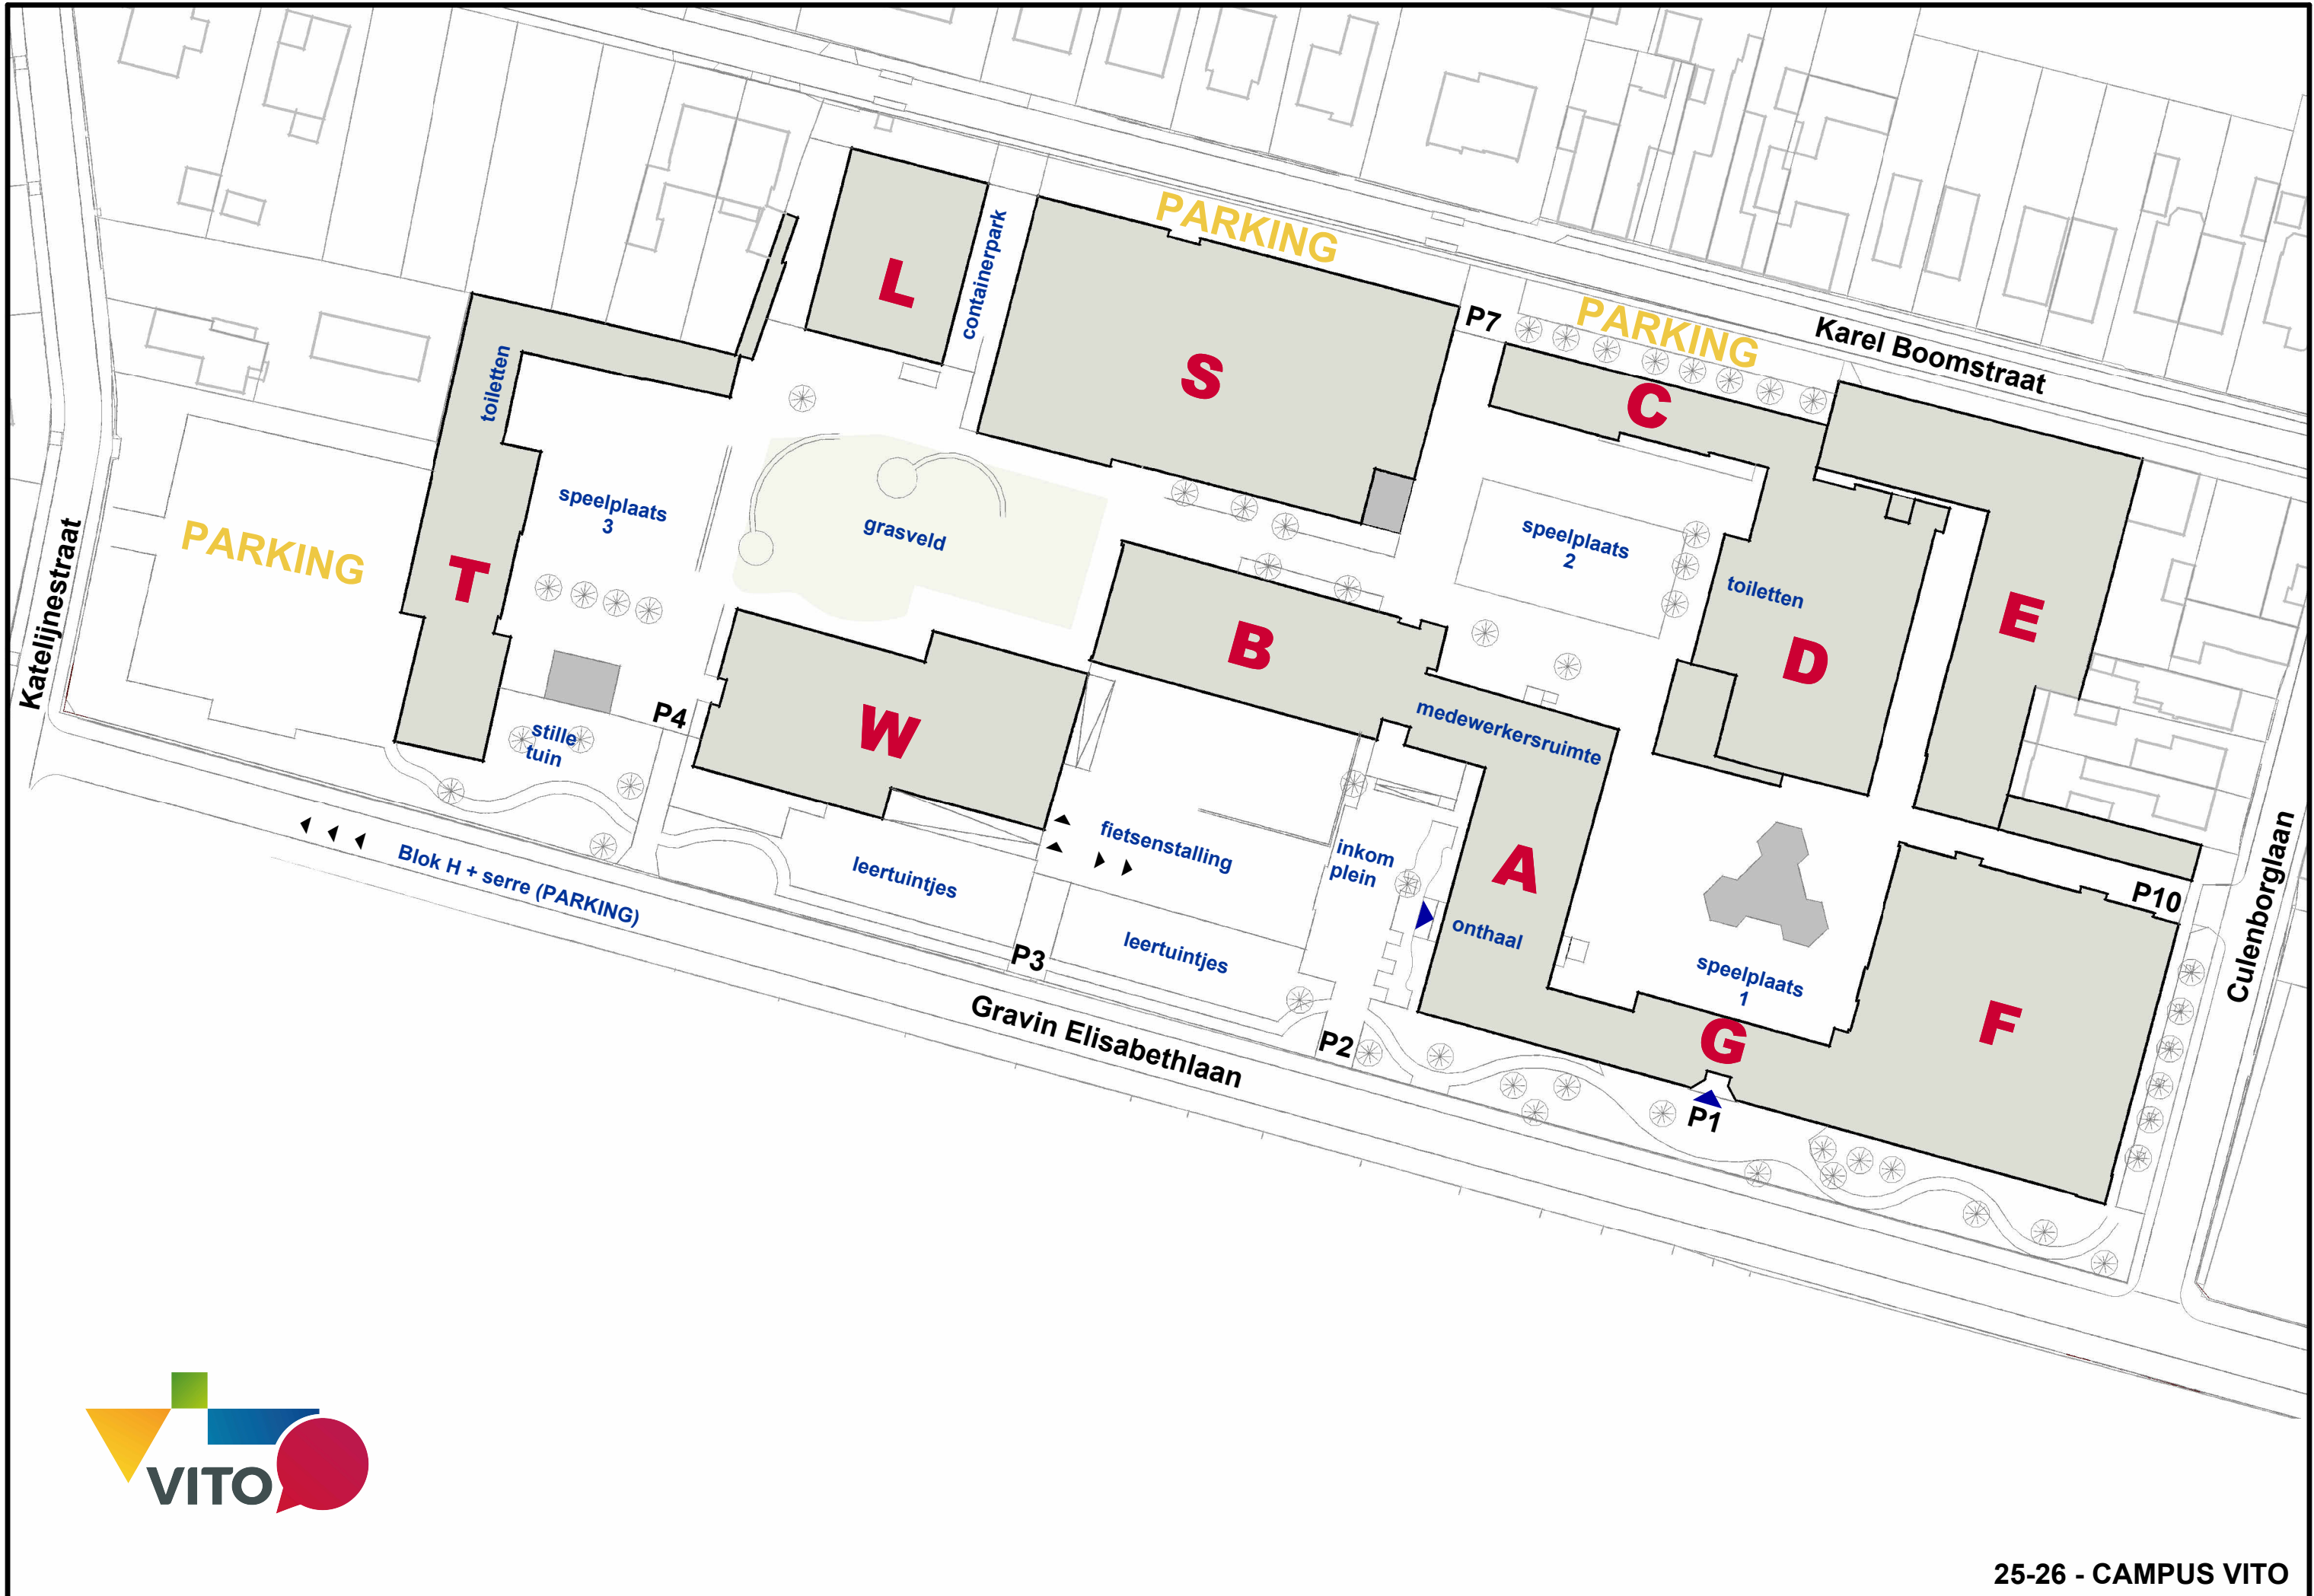 L
containerpark
PARKING
S
P7
PARKING
Karel Boomstraat
C
toiletten
speelplaats
3
grasveld
speelplaats
2
toiletten
PARKING
T
Katelijnestraat
B
D
E
medewerkersruimte
P4
W
stille
tuin
Blok H + serre (PARKING)
leertuintjes
fietsenstalling
inkom
plein
A
onthaal
P10
Culenborglaan
leertuintjes
P3
speelplaats
1
Gravin Elisabethlaan
P2
G
F
P1
VITO
25-26 - CAMPUS VITO